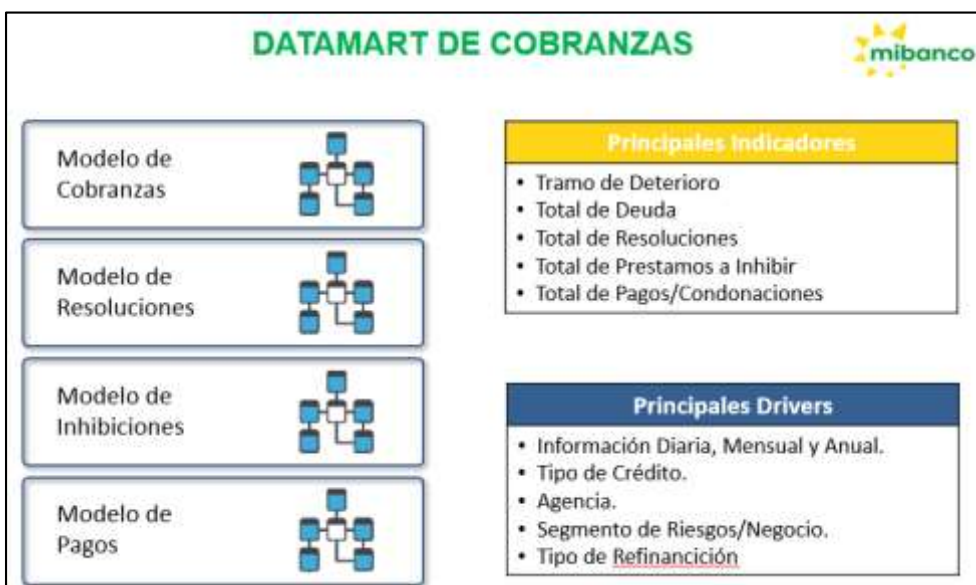 DATAMART DE COBRANZAS
mibanco
Modelo de
Cobranzas
Modelo de
Resoluciones
Modelo de
Inhibiciones
Modelo de
Pagos
Principales Indicadores
• Tramo de Deterioro
• Total de Deuda
• Total de Resoluciones
• Total de Prestamos a Inhibir
• Total de Pagos/Condonaciones
Principales Drivers
• Información Diaria, Mensual y Anual.
• Tipo de Crédito.
• Agencia.
• Segmento de Riesgos/Negocio.
• Tipo de Refinancición